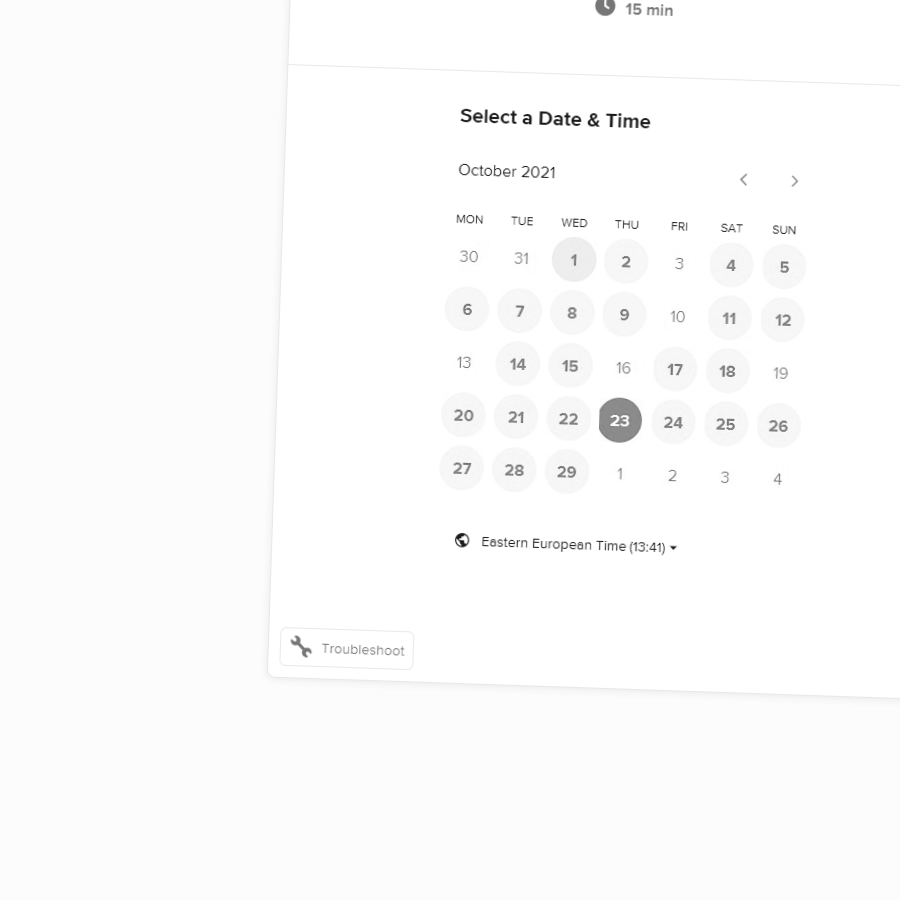 15 min
Select a Date & Time
October 2021
MON TUE WED THU FRI SAT SUN
30 31 1 2 3 4 5
6 7 8 9 10 11 12
13 14 15 16 17 18 19
20 21 22 23 24 25 26
27 28 29 1 2 3 4
Eastern European Time (13:41)
Troubleshoot